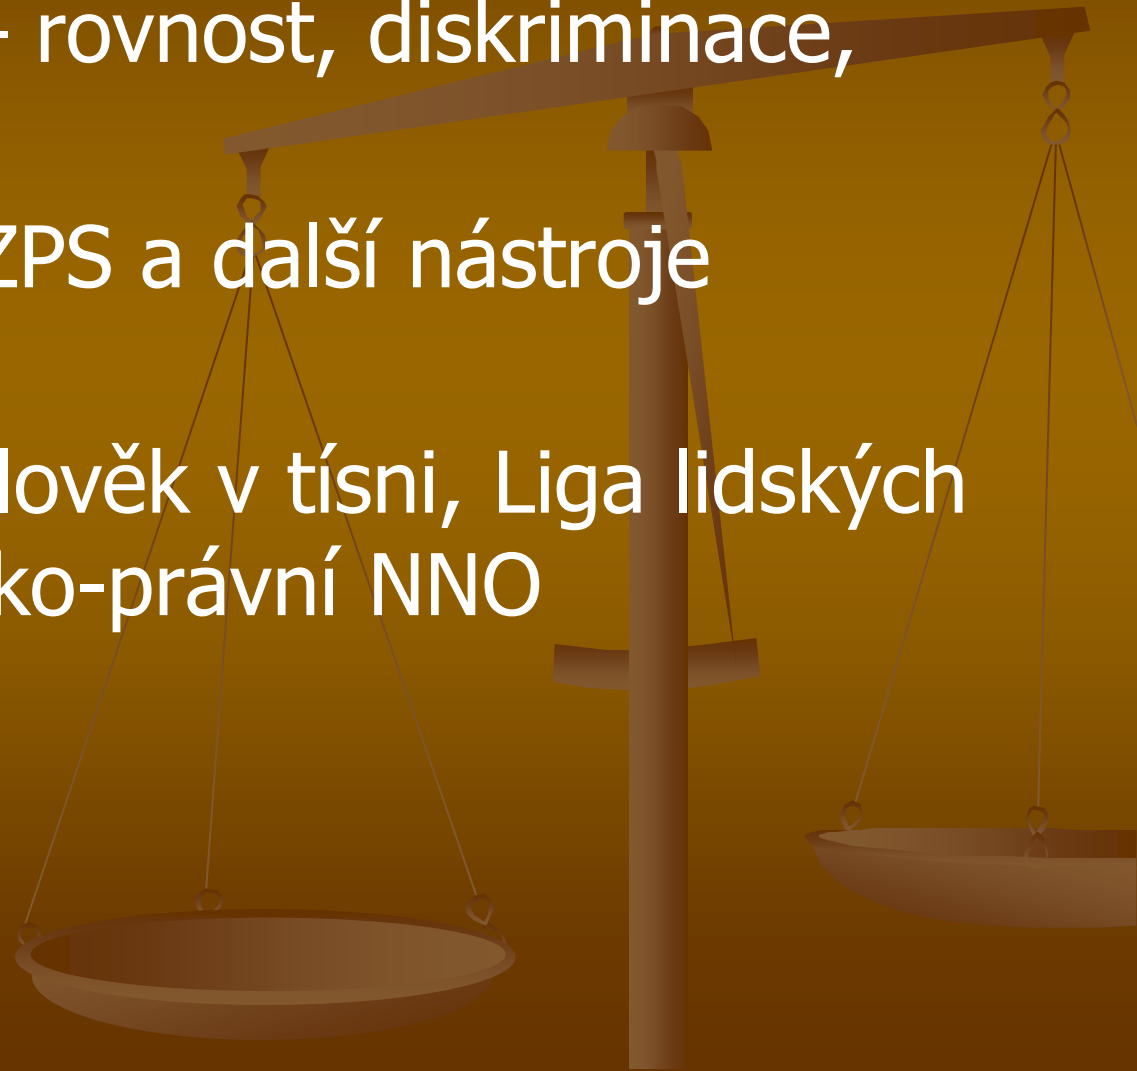 - rovnost, diskriminace,
ZPS a další nástroje
lověk v tísni, Liga lidských
ko-právní NNO